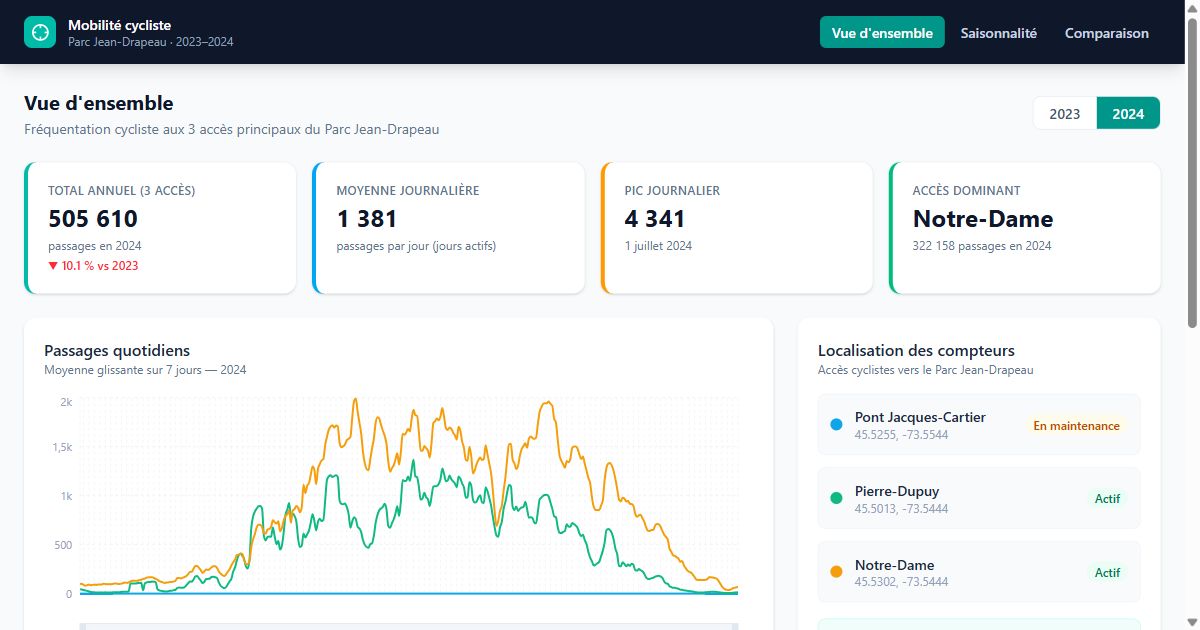 Mobilité cycliste
Parc Jean-Drapeau · 2023–2024
Vue d'ensemble
Saisonnalité
Comparaison
Vue d'ensemble
Fréquentation cycliste aux 3 accès principaux du Parc Jean-Drapeau
2023
2024
TOTAL ANNUEL (3 ACCÈS)
505 610
passages en 2024
▼ 10.1 % vs 2023
MOYENNE JOURNALIÈRE
1 381
passages par jour (jours actifs)
PIC JOURNALIER
4 341
1 juillet 2024
ACCÈS DOMINANT
Notre-Dame
322 158 passages en 2024
Passages quotidiens
Moyenne glissante sur 7 jours — 2024
2k
1,5k
1k
500
0
Localisation des compteurs
Accès cyclistes vers le Parc Jean-Drapeau
Pont Jacques-Cartier
45.5255, -73.5544
En maintenance
Pierre-Dupuy
45.5013, -73.5444
Actif
Notre-Dame
45.5302, -73.5444
Actif